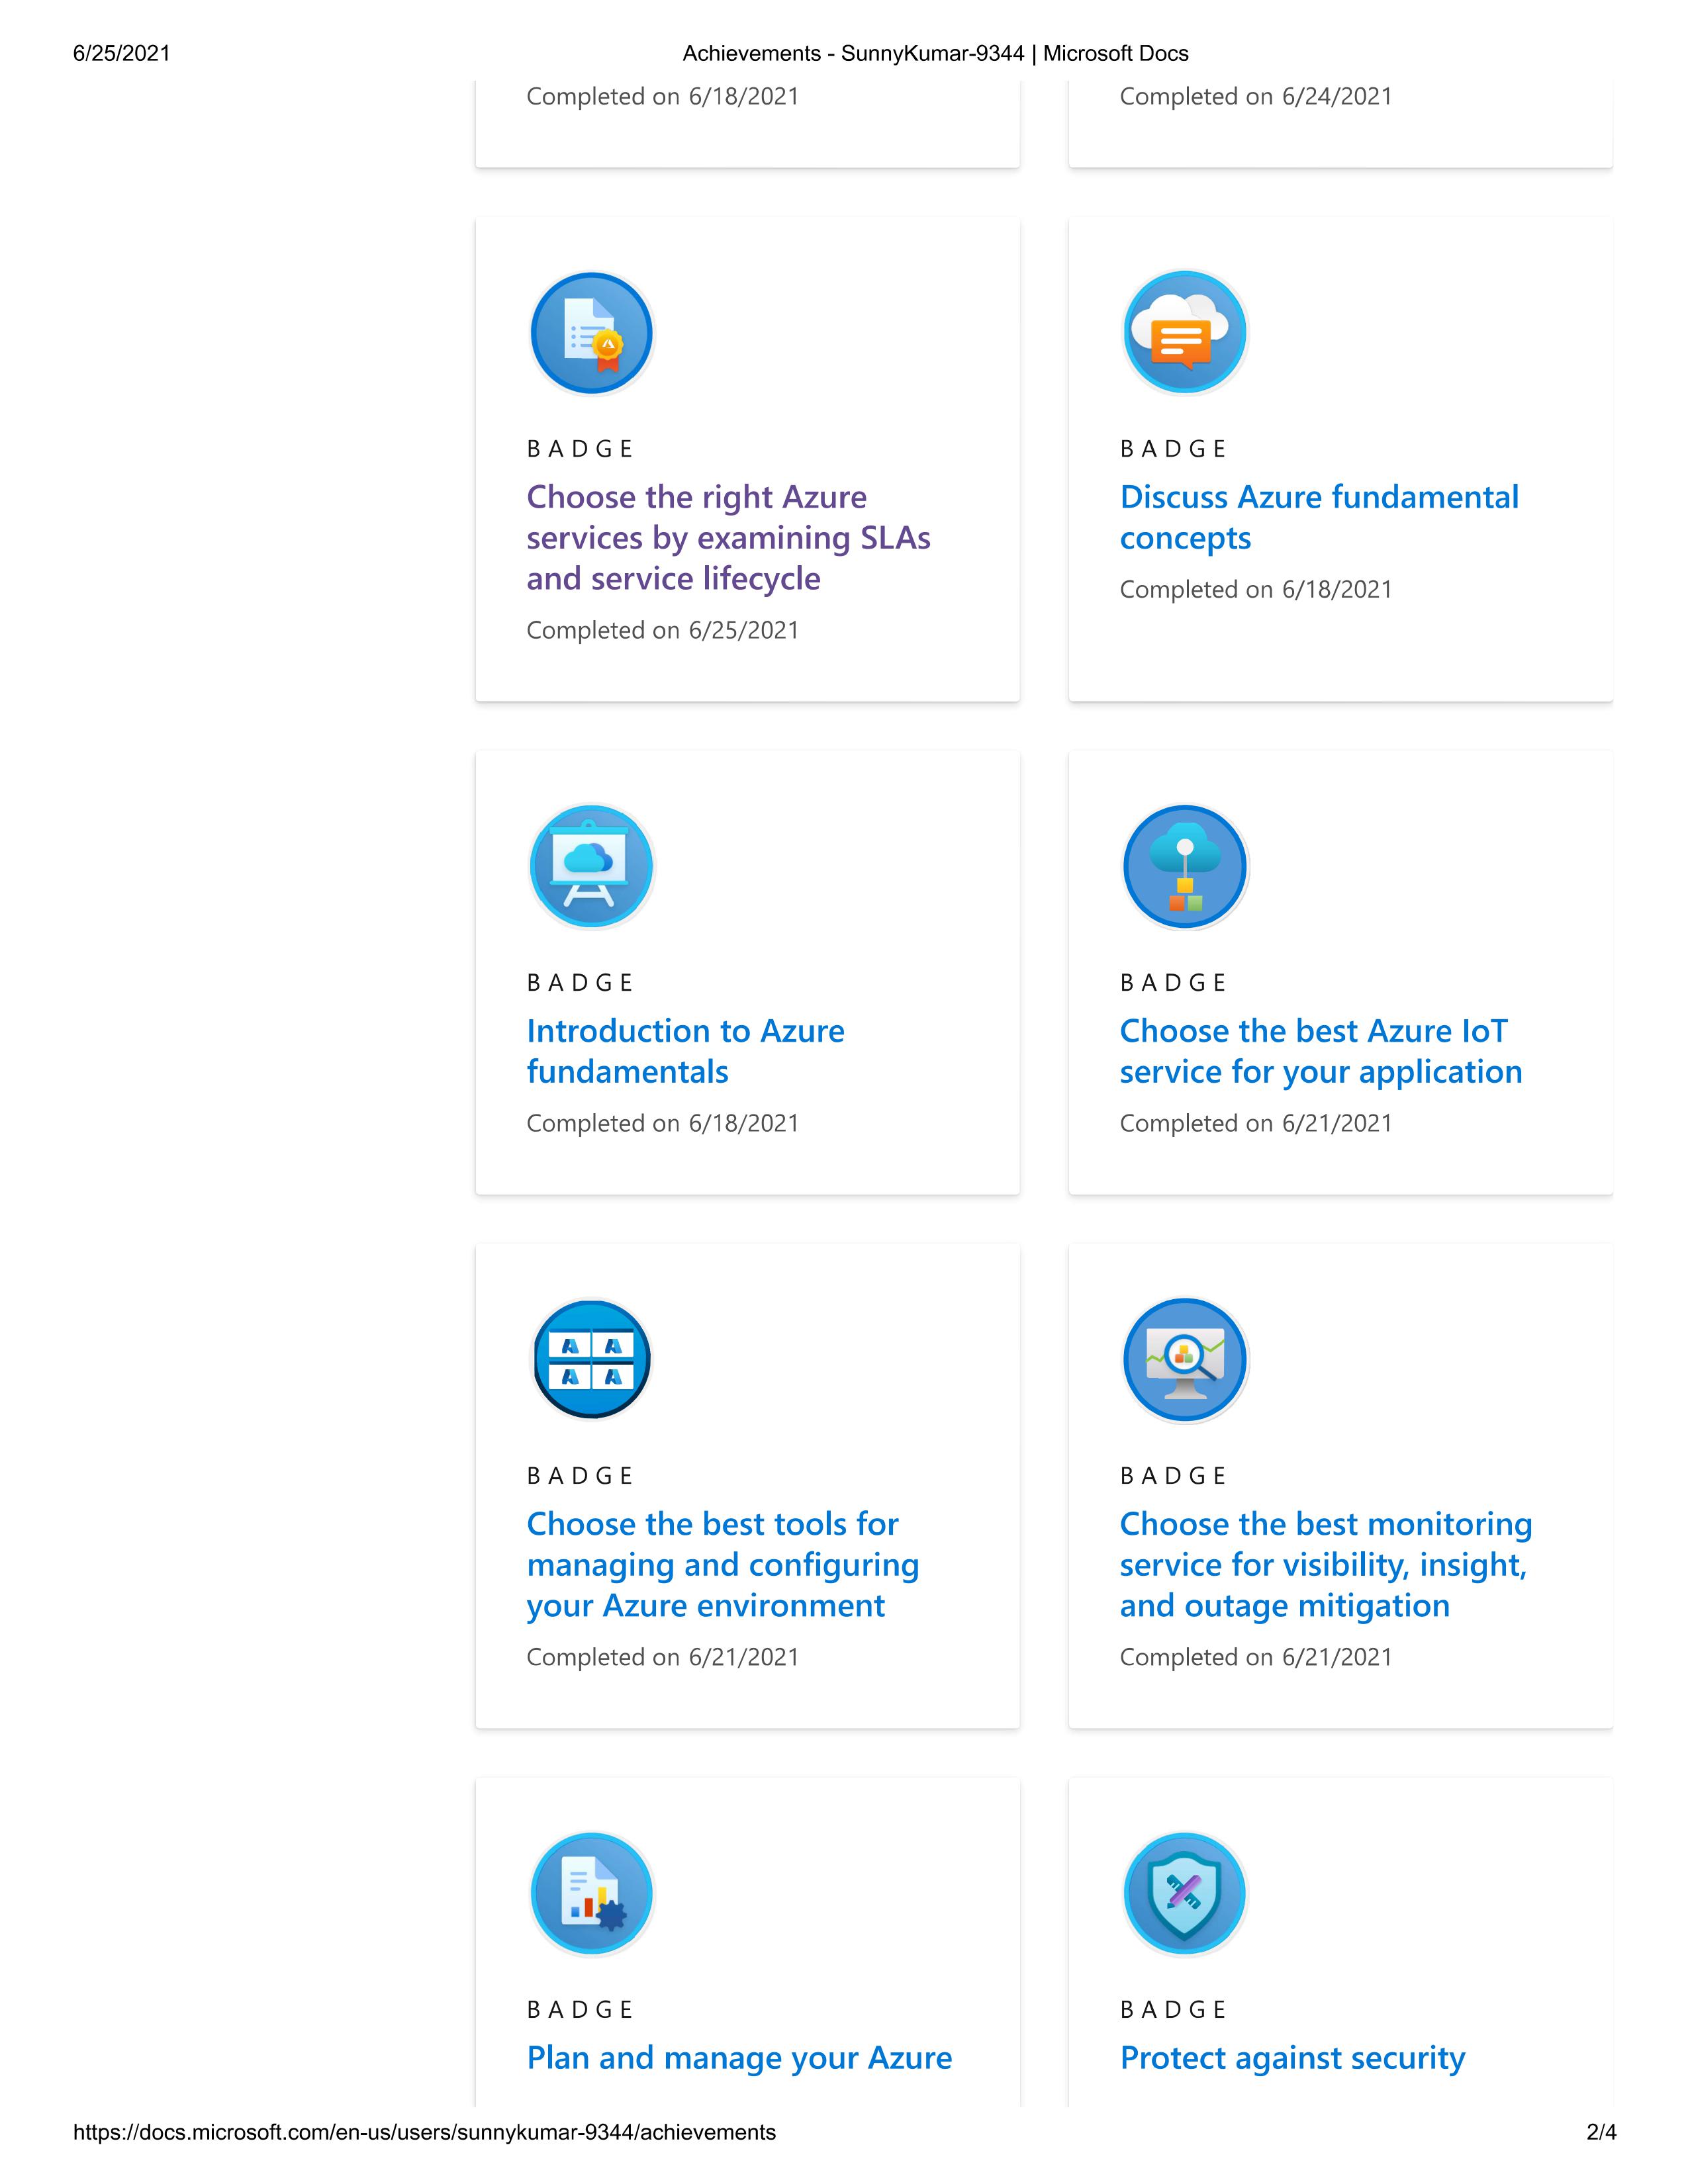 6/25/2021
Achievements - SunnyKumar-9344 | Microsoft Docs
Completed on 6/18/2021
Completed on 6/24/2021
BADGE
Choose the right Azure
services by examining SLAs
and service lifecycle
Completed on 6/25/2021
BADGE
Discuss Azure fundamental
concepts
Completed on 6/18/2021
BADGE
Introduction to Azure
fundamentals
Completed on 6/18/2021
BADGE
Choose the best Azure IoT
service for your application
Completed on 6/21/2021
BADGE
Choose the best tools for
managing and configuring
your Azure environment
Completed on 6/21/2021
BADGE
Choose the best monitoring
service for visibility, insight,
and outage mitigation
Completed on 6/21/2021
BADGE
Plan and manage your Azure
BADGE
Protect against security
https://docs.microsoft.com/en-us/users/sunnykumar-9344/achievements
2/4